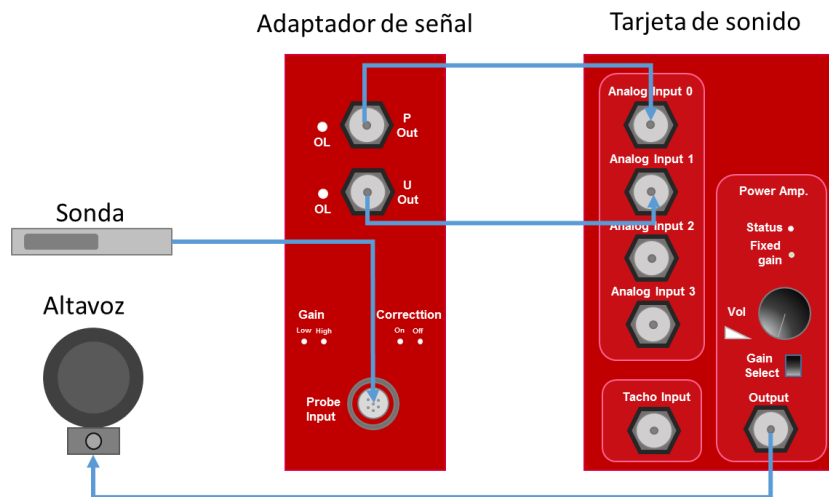 Adaptador de señal
Tarjeta de sonido
Sonda
Altavoz
P
Out
OL
U
Out
OL
Gain
Low High
Correcttion
On Off
Probe
Input
Analog Input 0
Analog Input 1
Analog Input 2
Analog Input 3
Tacho Input
Power Amp.
Status
Fixed
gain
Vol
Gain
Select
Output